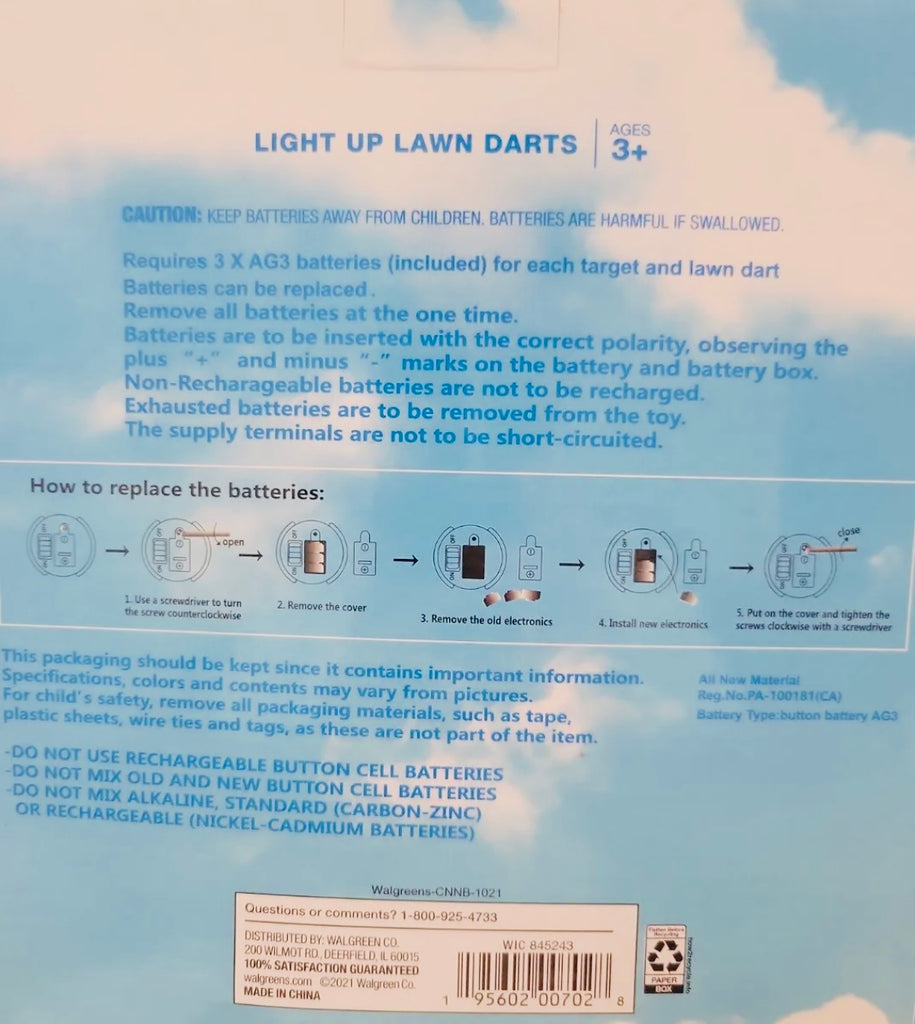 LIGHT UP LAWN DARTS
AGES
3+
CAUTION: KEEP BATTERIES AWAY FROM CHILDREN. BATTERIES ARE HARMFUL IF SWALLOWED.
Requires 3 X AG3 batteries (included) for each target and lawn dart
Batteries can be replaced.
Remove all batteries at the one time.
Batteries are to be inserted with the correct polarity, observing the
plus "+" and minus "-" marks on the battery and battery box.
Non-Recharageable batteries are not to be recharged.
Exhausted batteries are to be removed from the toy.
The supply terminals are not to be short-circuited.
How to replace the batteries:
open
close
1. Use a screwdriver to turn
the screw counterclockwise
2. Remove the cover
3. Remove the old electronics
4. Install new electronics
5. Put on the cover and tighten the
screws clockwise with a screwdriver
This packaging should be kept since it contains important information.
Specifications, colors and contents may vary from pictures.
For child's safety, remove all packaging materials, such as tape,
plastic sheets, wire ties and tags, as these are not part of the item.
All New Material
Reg.No.PA-100181(CA)
Battery Type:button battery AG3
-DO NOT USE RECHARGEABLE BUTTON CELL BATTERIES
-DO NOT MIX OLD AND NEW BUTTON CELL BATTERIES
-DO NOT MIX ALKALINE, STANDARD (CARBON-ZINC)
OR RECHARGEABLE (NICKEL-CADMIUM BATTERIES)
Walgreens-CNNB-1021
Questions or comments? 1-800-925-4733
DISTRIBUTED BY: WALGREEN CO.
200 WILMOT RD., DEERFIELD, IL 60015
100% SATISFACTION GUARANTEED
walgreens.com ©2021 Walgreen Co.
MADE IN CHINA
WIC 845243
1 95602 00702 8
Flatten Before
Recycling
PAPER
BOX
how2recycle.info